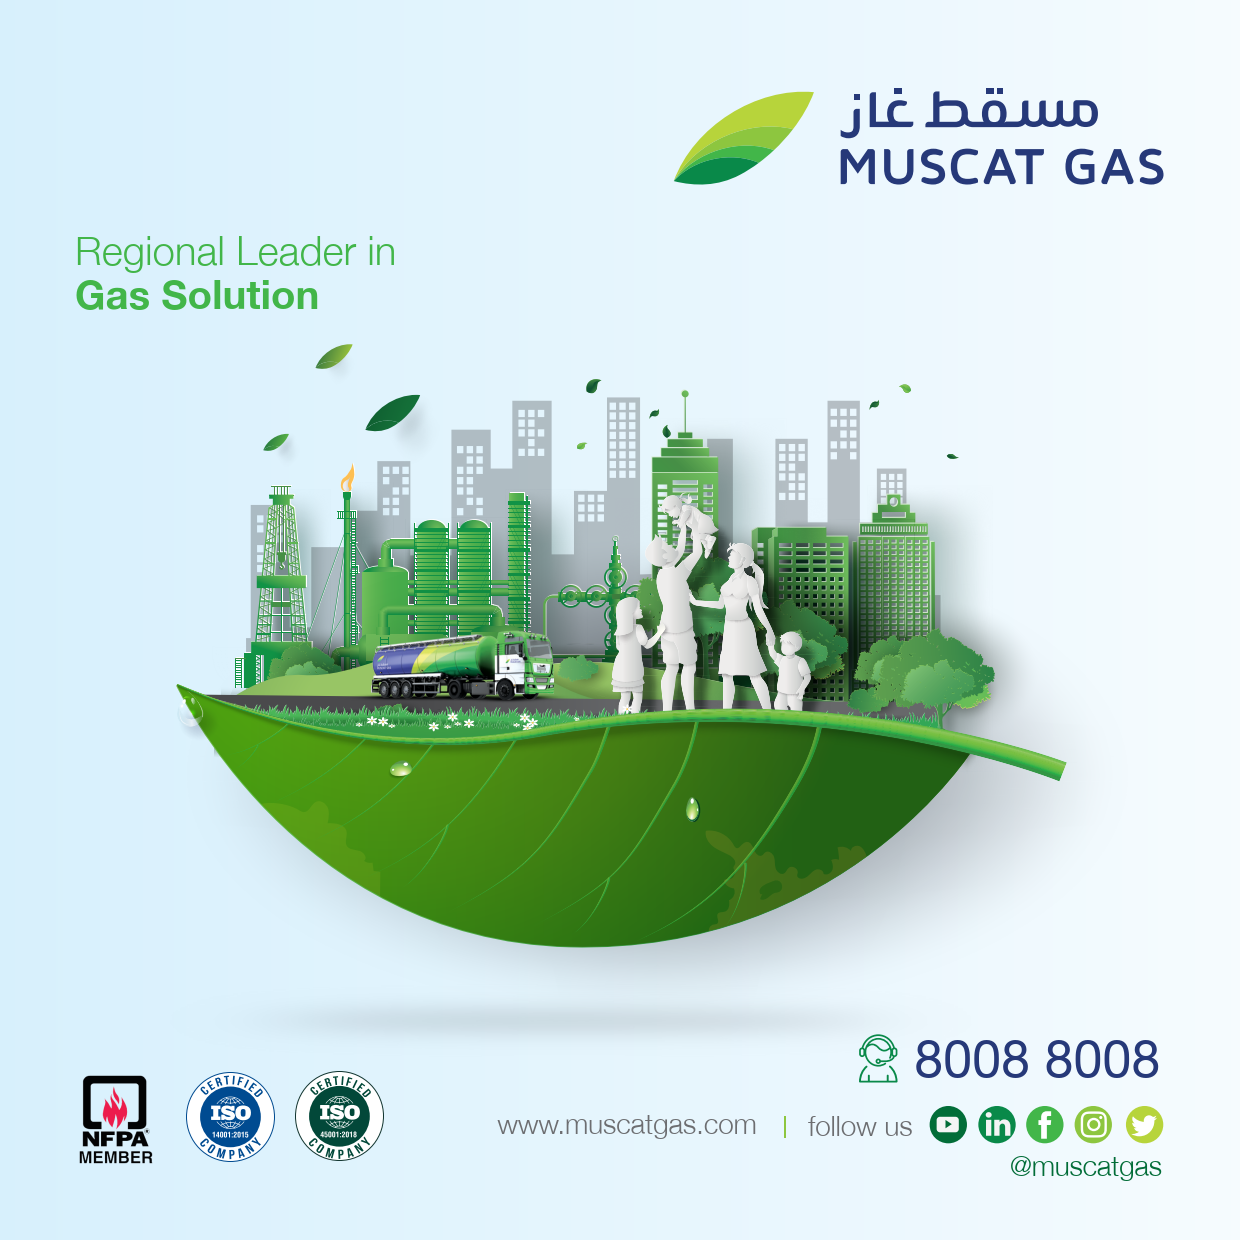 مسقط غاز
MUSCAT GAS
Regional Leader in
Gas Solution
8008 8008
NFPA®
MEMBER
CERTIFIED
ISO
14001:2015
COMPANY
CERTIFIED
ISO
45001:2018
COMPANY
www.muscatgas.com | follow us
@muscatgas